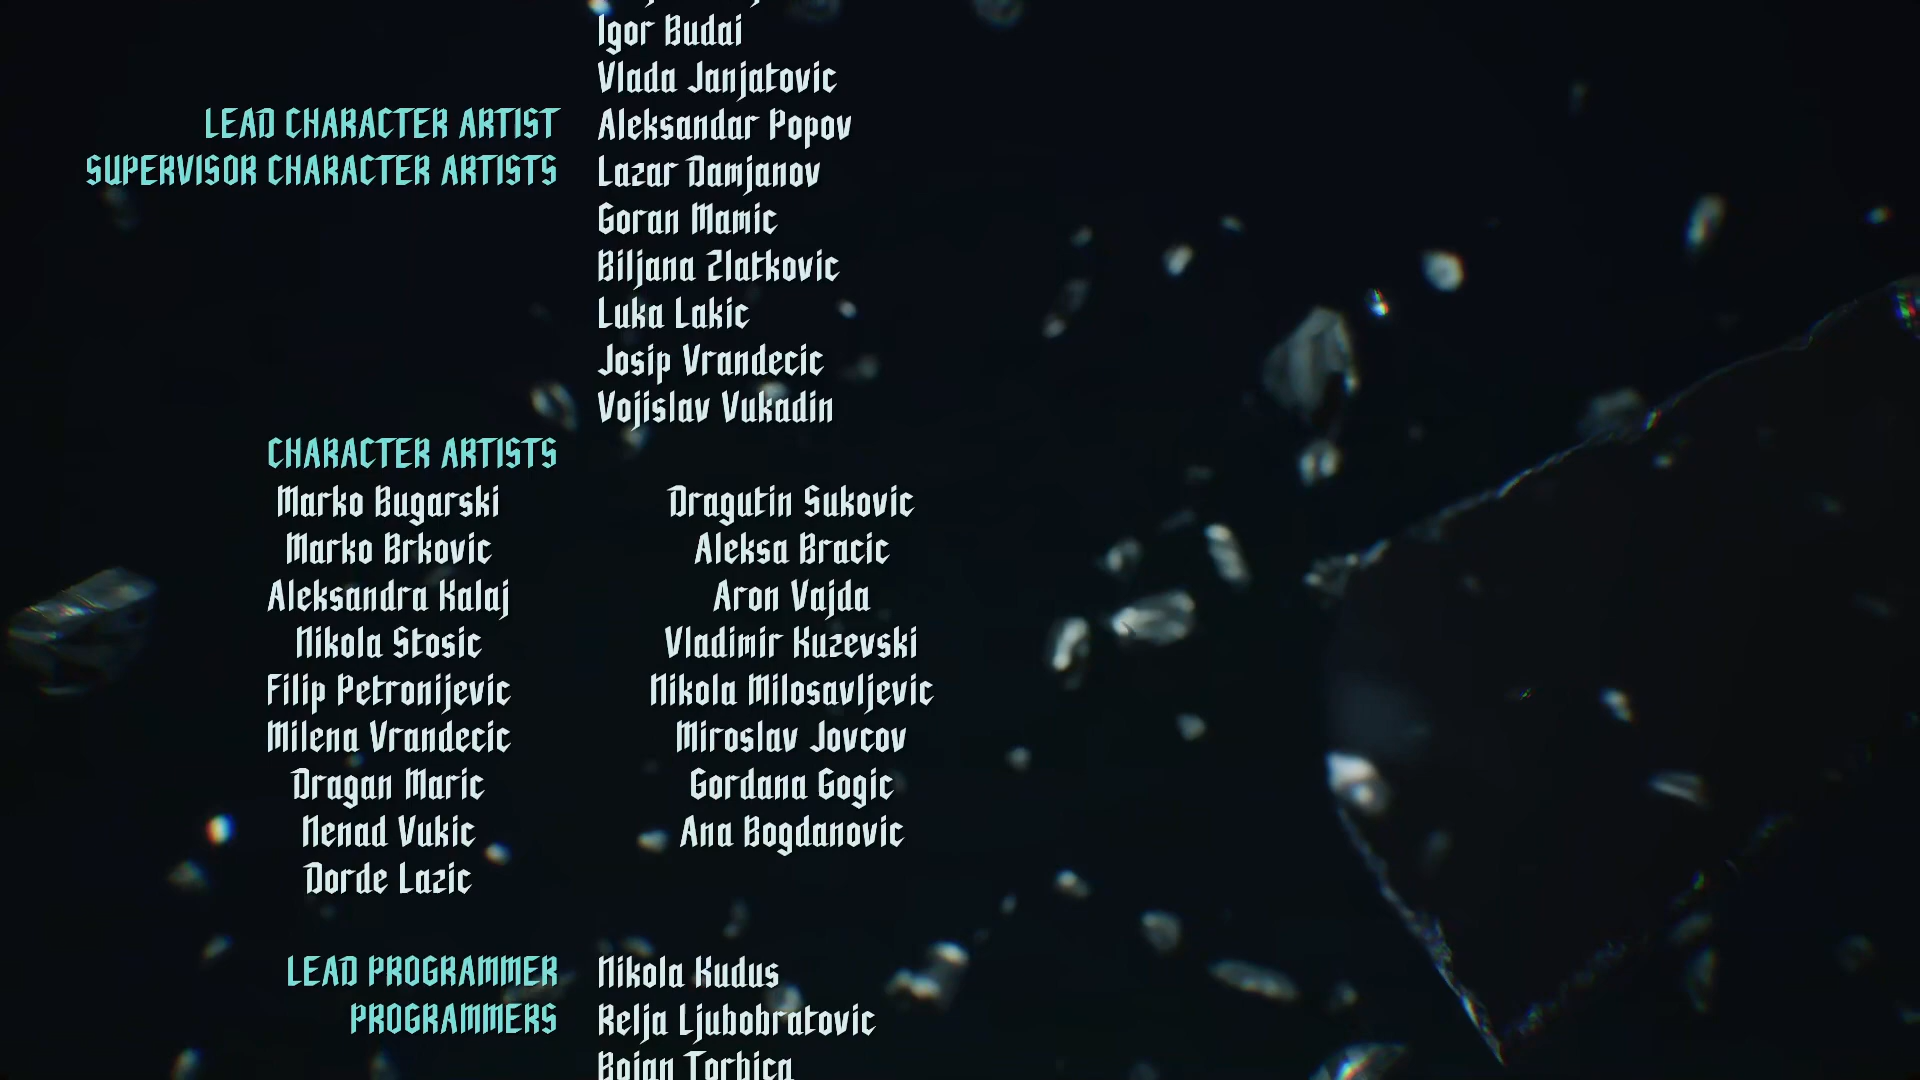 Igor Budai
Vlada Janjatovic
LEAD CHARACTER ARTIST Aleksandar Popov
SUPERVISOR CHARACTER ARTISTS Lazar Damjanov
Goran Mamic
Biljana Zlatkovic
Luka Lakic
Josip Vrandecic
Vojislav Vukadin
CHARACTER ARTISTS
Marko Bugarski Dragutin Sukovic
Marko Brkovic Aleksa Bracic
Aleksandra Kalaj Aron Vajda
Nikola Stosic Vladimir Kuzevski
Filip Petronijevic Nikola Milosavljevic
Milena Vrandecic Miroslav Jovcov
Dragan Maric Gordana Gogic
Nenad Vukic Ana Bogdanovic
Dorde Lazic
LEAD PROGRAMMER Nikola Kudus
PROGRAMMERS Relja Ljubobratovic
Bojan Torbica